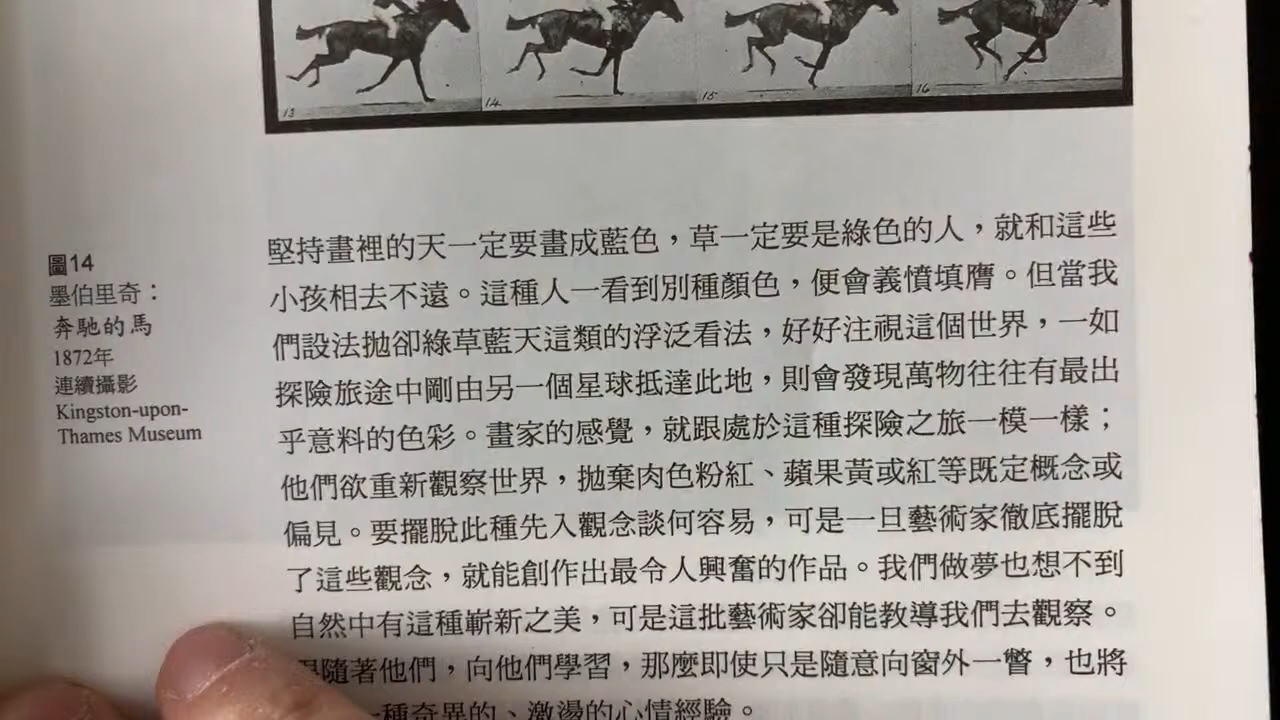 13
14
15
16
圖14
墨伯里奇：
奔馳的馬
1872年
連續攝影
Kingston-upon-
Thames Museum
堅持畫裡的天一定要畫成藍色，草一定要是綠色的人，就和這些
小孩相去不遠。這種人一看到別種顏色，便會義憤填膺。但當我
們設法拋卻綠草藍天這類的浮泛看法，好好注視這個世界，一如
探險旅途中剛由另一個星球抵達此地，則會發現萬物往往有最出
乎意料的色彩。畫家的感覺，就跟處於這種探險之旅一模一樣；
他們欲重新觀察世界，拋棄肉色粉紅、蘋果黃或紅等既定概念或
偏見。要擺脫此種先入觀念談何容易，可是一旦藝術家徹底擺脫
了這些觀念，就能創作出最令人興奮的作品。我們做夢也想不到
自然中有這種嶄新之美，可是這批藝術家卻能教導我們去觀察。
隨著他們，向他們學習，那麼即使只是隨意向窗外一瞥，也將
一種奇異的、激盪的心情經驗。